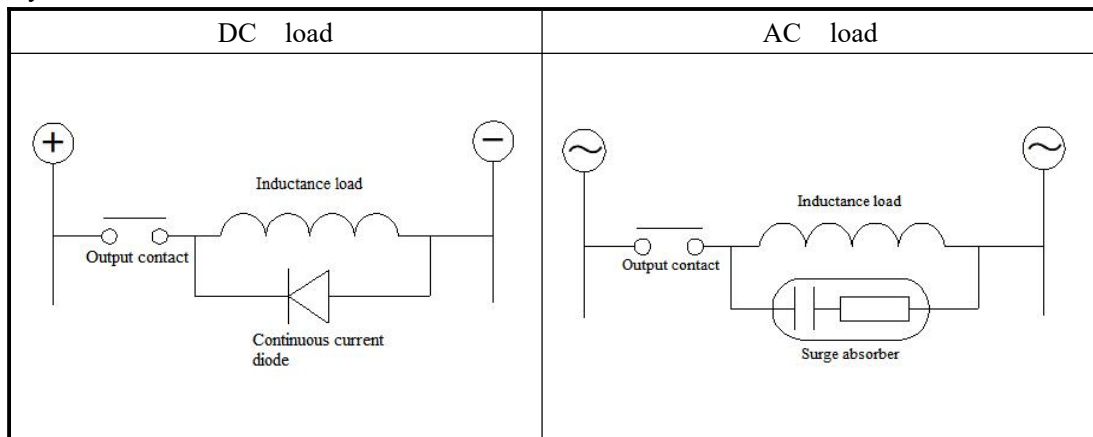 DC load
AC load
+
−
Inductance load
Output contact
Continuous current
diode
~
~
Inductance load
Output contact
Surge absorber